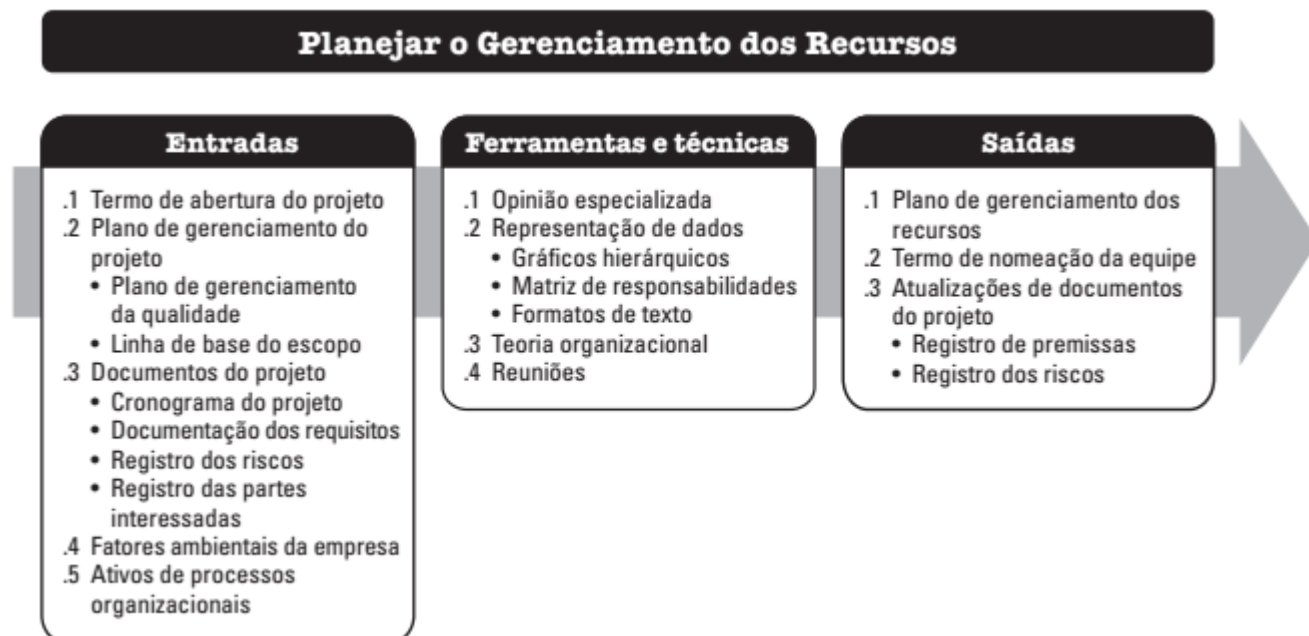 Planejar o Gerenciamento dos Recursos
Entradas
.1 Termo de abertura do projeto
.2 Plano de gerenciamento do
projeto
• Plano de gerenciamento
da qualidade
• Linha de base do escopo
.3 Documentos do projeto
• Cronograma do projeto
• Documentação dos requisitos
• Registro dos riscos
• Registro das partes
interessadas
.4 Fatores ambientais da empresa
.5 Ativos de processos
organizacionais
Ferramentas e técnicas
.1 Opinião especializada
.2 Representação de dados
• Gráficos hierárquicos
• Matriz de responsabilidades
• Formatos de texto
.3 Teoria organizacional
.4 Reuniões
Saídas
.1 Plano de gerenciamento dos
recursos
.2 Termo de nomeação da equipe
.3 Atualizações de documentos
do projeto
• Registro de premissas
• Registro dos riscos